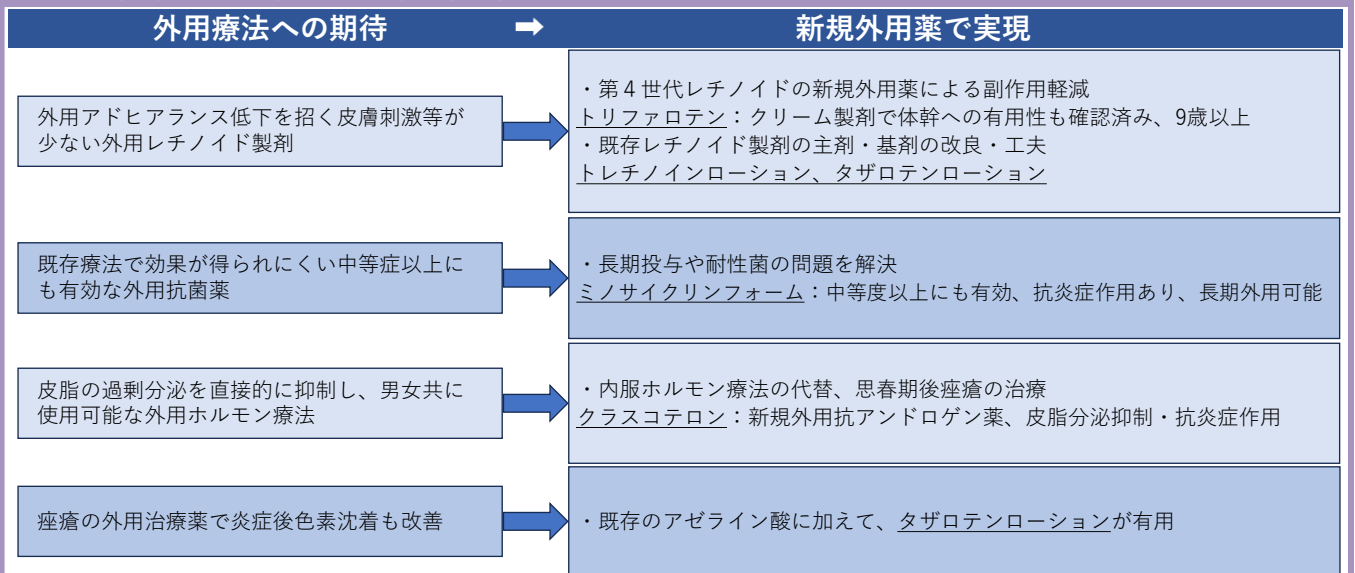 外用療法への期待 ➡ 新規外用薬で実現
外用アドヒアランス低下を招く皮膚刺激等が
少ない外用レチノイド製剤
・第４世代レチノイドの新規外用薬による副作用軽減
トリファロテン：クリーム製剤で体幹への有用性も確認済み、9歳以上
・既存レチノイド製剤の主剤・基剤の改良・工夫
トレチノインローション、タザロテンローション
既存療法で効果が得られにくい中等症以上に
も有効な外用抗菌薬
・長期投与や耐性菌の問題を解決
ミノサイクリンフォーム：中等度以上にも有効、抗炎症作用あり、長期外用可能
皮脂の過剰分泌を直接的に抑制し、男女共に
使用可能な外用ホルモン療法
・内服ホルモン療法の代替、思春期後痤瘡の治療
クラスコテロン：新規外用抗アンドロゲン薬、皮脂分泌抑制・抗炎症作用
痤瘡の外用治療薬で炎症後色素沈着も改善
・既存のアゼライン酸に加えて、タザロテンローションが有用